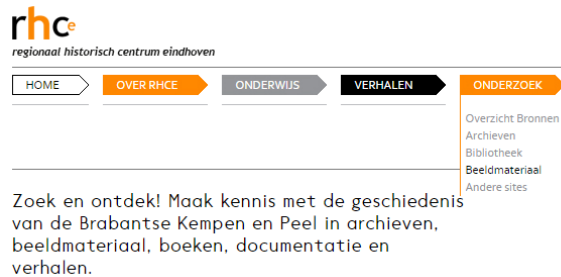 rhce
regionaal historisch centrum eindhoven
HOME OVER RHCE ONDERWIJS VERHALEN ONDERZOEK
Overzicht Bronnen
Archieven
Bibliotheek
Beeldmateriaal
Andere sites
Zoek en ontdek! Maak kennis met de geschiedenis
van de Brabantse Kempen en Peel in archieven,
beeldmateriaal, boeken, documentatie en
verhalen.